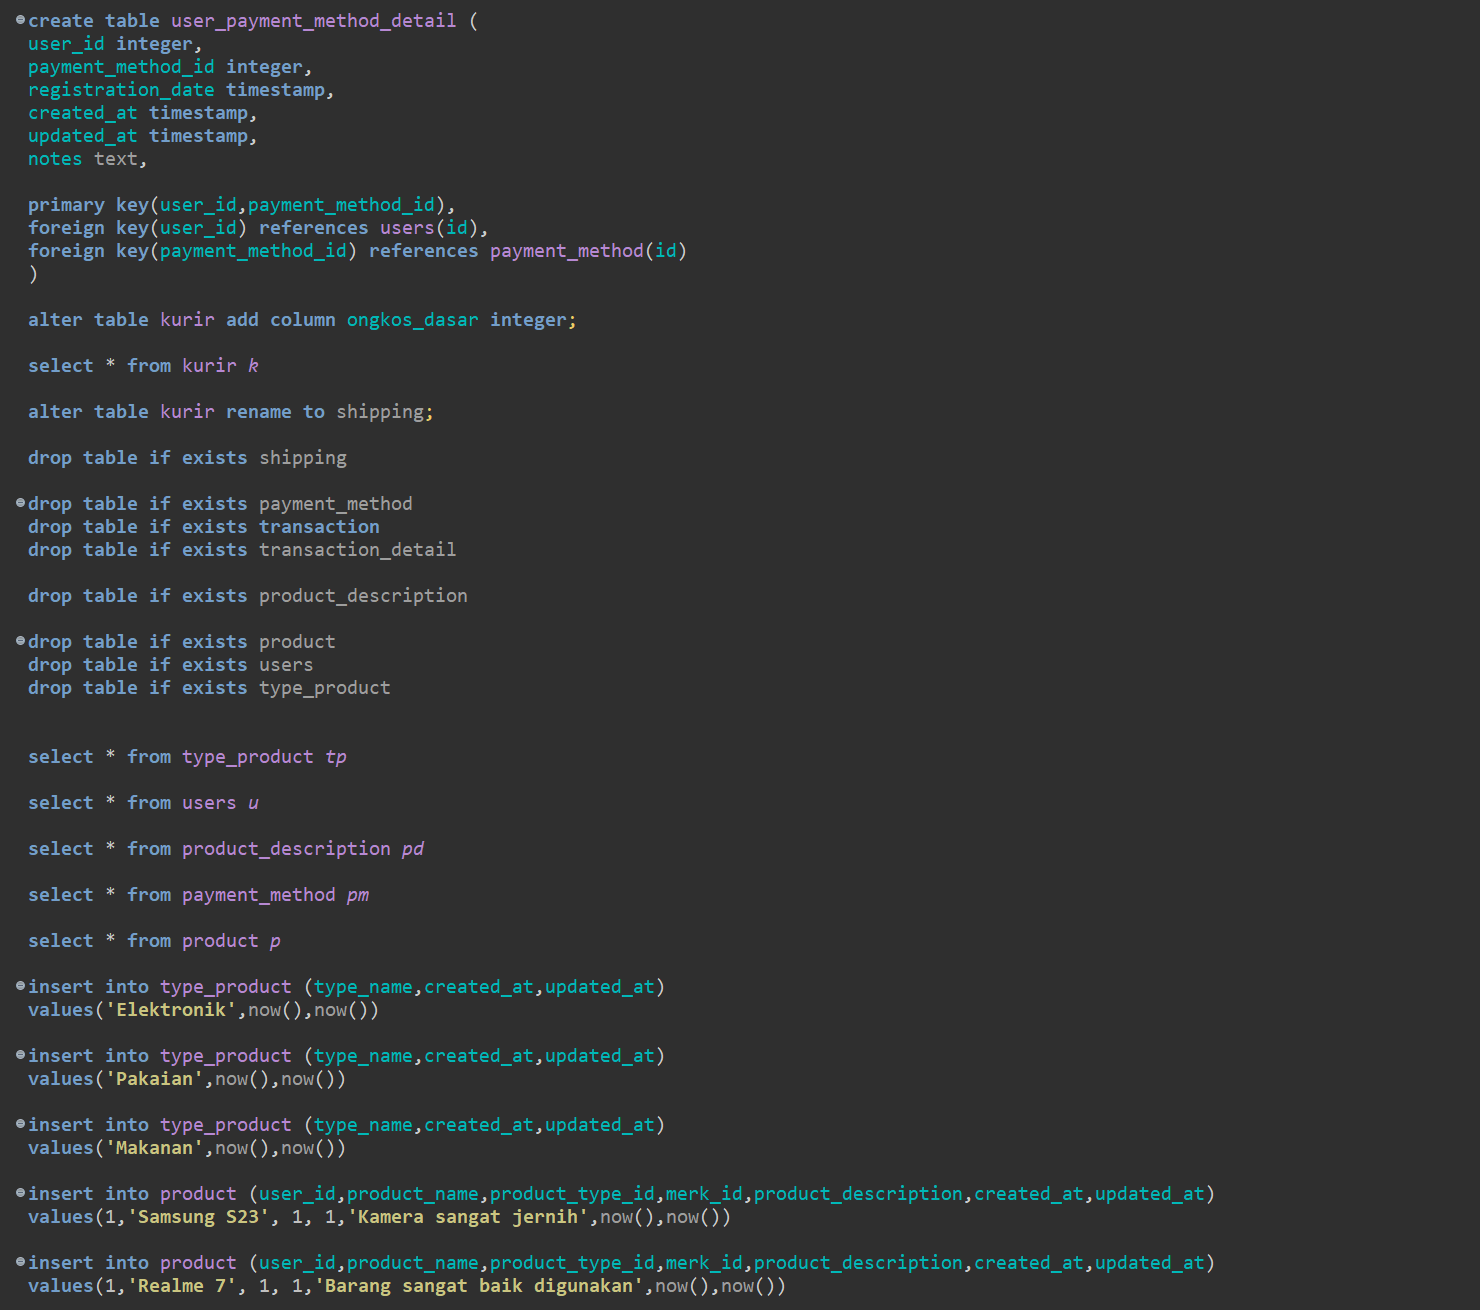 create table user_payment_method_detail (
user_id integer,
payment_method_id integer,
registration_date timestamp,
created_at timestamp,
updated_at timestamp,
notes text,
primary key(user_id,payment_method_id),
foreign key(user_id) references users(id),
foreign key(payment_method_id) references payment_method(id)
)
alter table kurir add column ongkos_dasar integer;
select * from kurir k
alter table kurir rename to shipping;
drop table if exists shipping
drop table if exists payment_method
drop table if exists transaction
drop table if exists transaction_detail
drop table if exists product_description
drop table if exists product
drop table if exists users
drop table if exists type_product
select * from type_product tp
select * from users u
select * from product_description pd
select * from payment_method pm
select * from product p
insert into type_product (type_name,created_at,updated_at)
values('Elektronik',now(),now())
insert into type_product (type_name,created_at,updated_at)
values('Pakaian',now(),now())
insert into type_product (type_name,created_at,updated_at)
values('Makanan',now(),now())
insert into product (user_id,product_name,product_type_id,merk_id,product_description,created_at,updated_at)
values(1,'Samsung S23', 1, 1,'Kamera sangat jernih',now(),now())
insert into product (user_id,product_name,product_type_id,merk_id,product_description,created_at,updated_at)
values(1,'Realme 7', 1, 1,'Barang sangat baik digunakan',now(),now())